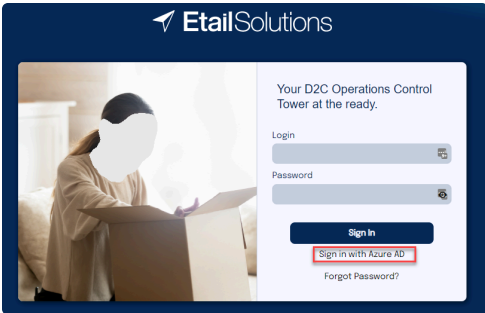 EtailSolutions
Your D2C Operations Control
Tower at the ready.
Login
Password
Sign In
Sign in with Azure AD
Forgot Password?